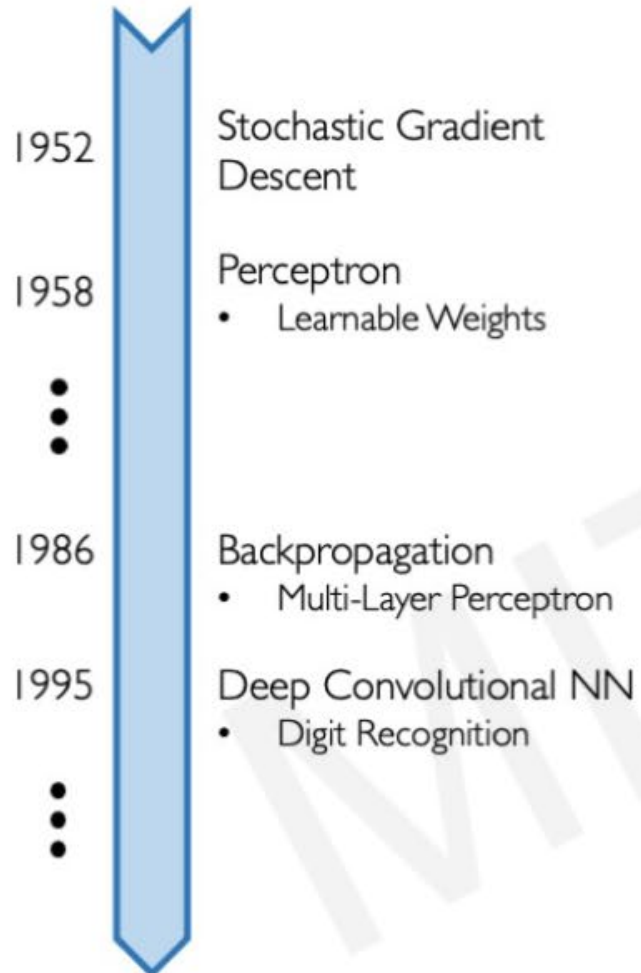 1952
Stochastic Gradient
Descent
1958
Perceptron
• Learnable Weights
1986
Backpropagation
• Multi-Layer Perceptron
1995
Deep Convolutional NN
• Digit Recognition